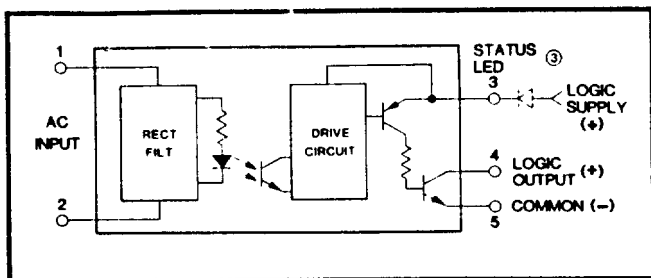 1
AC
INPUT
2
RECT
FILT
DRIVE
CIRCUIT
STATUS
LED ③
3
LOGIC
SUPPLY
(+)
4
LOGIC
OUTPUT (+)
COMMON (-)
5